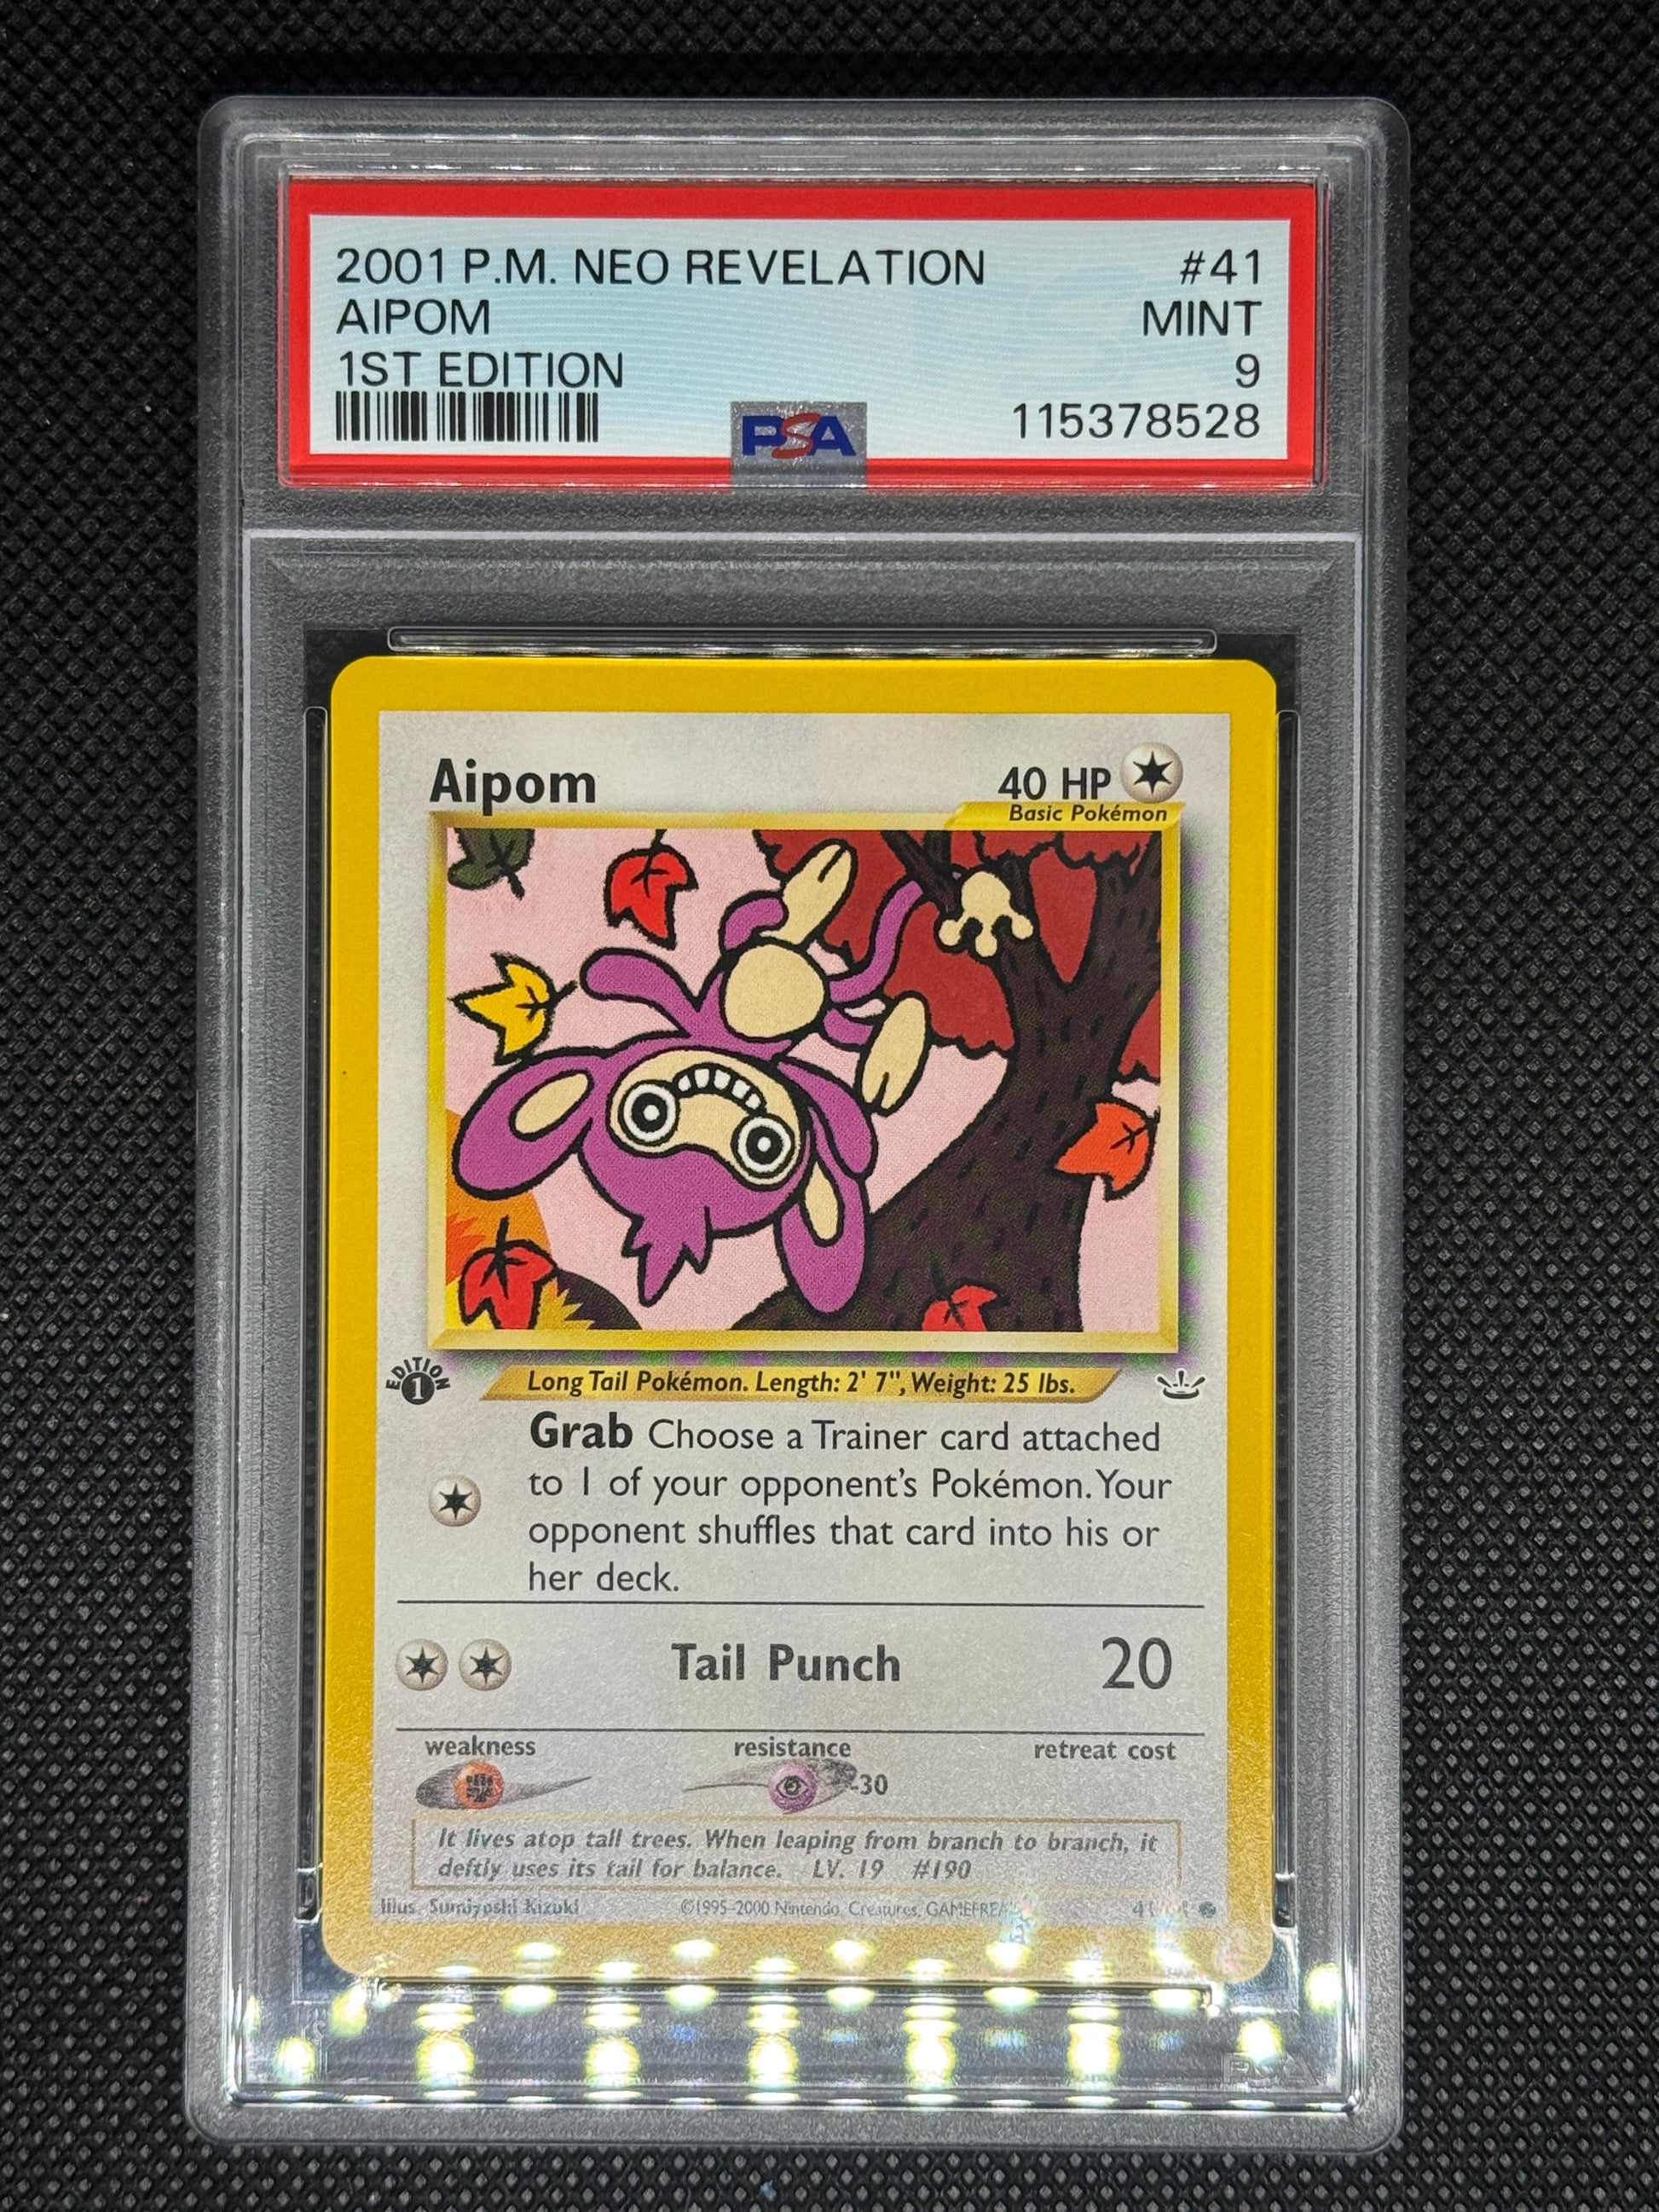 2001 P.M. NEO REVELATION #41
AIPOM MINT
1ST EDITION 9
PSA 115378528
Aipom 40 HP
Basic Pokémon
EDITION 1
Long Tail Pokémon. Length: 2' 7", Weight: 25 lbs.
Grab Choose a Trainer card attached
to 1 of your opponent's Pokémon. Your
opponent shuffles that card into his or
her deck.
Tail Punch 20
weakness resistance retreat cost
-30
It lives atop tall trees. When leaping from branch to branch, it
deftly uses its tail for balance. LV. 19 #190
Illus. Sumiyoshi Kizuki ©1995-2000 Nintendo, Creatures, GAMEFREAK
PSA